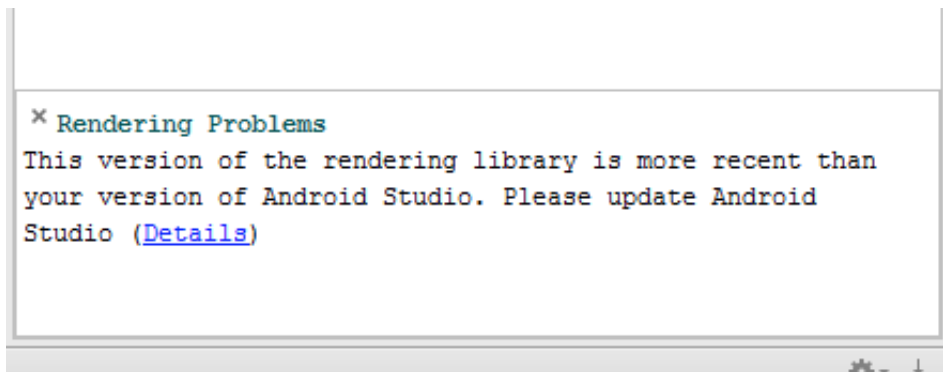 Rendering Problems
This version of the rendering library is more recent than
your version of Android Studio. Please update Android
Studio (Details)